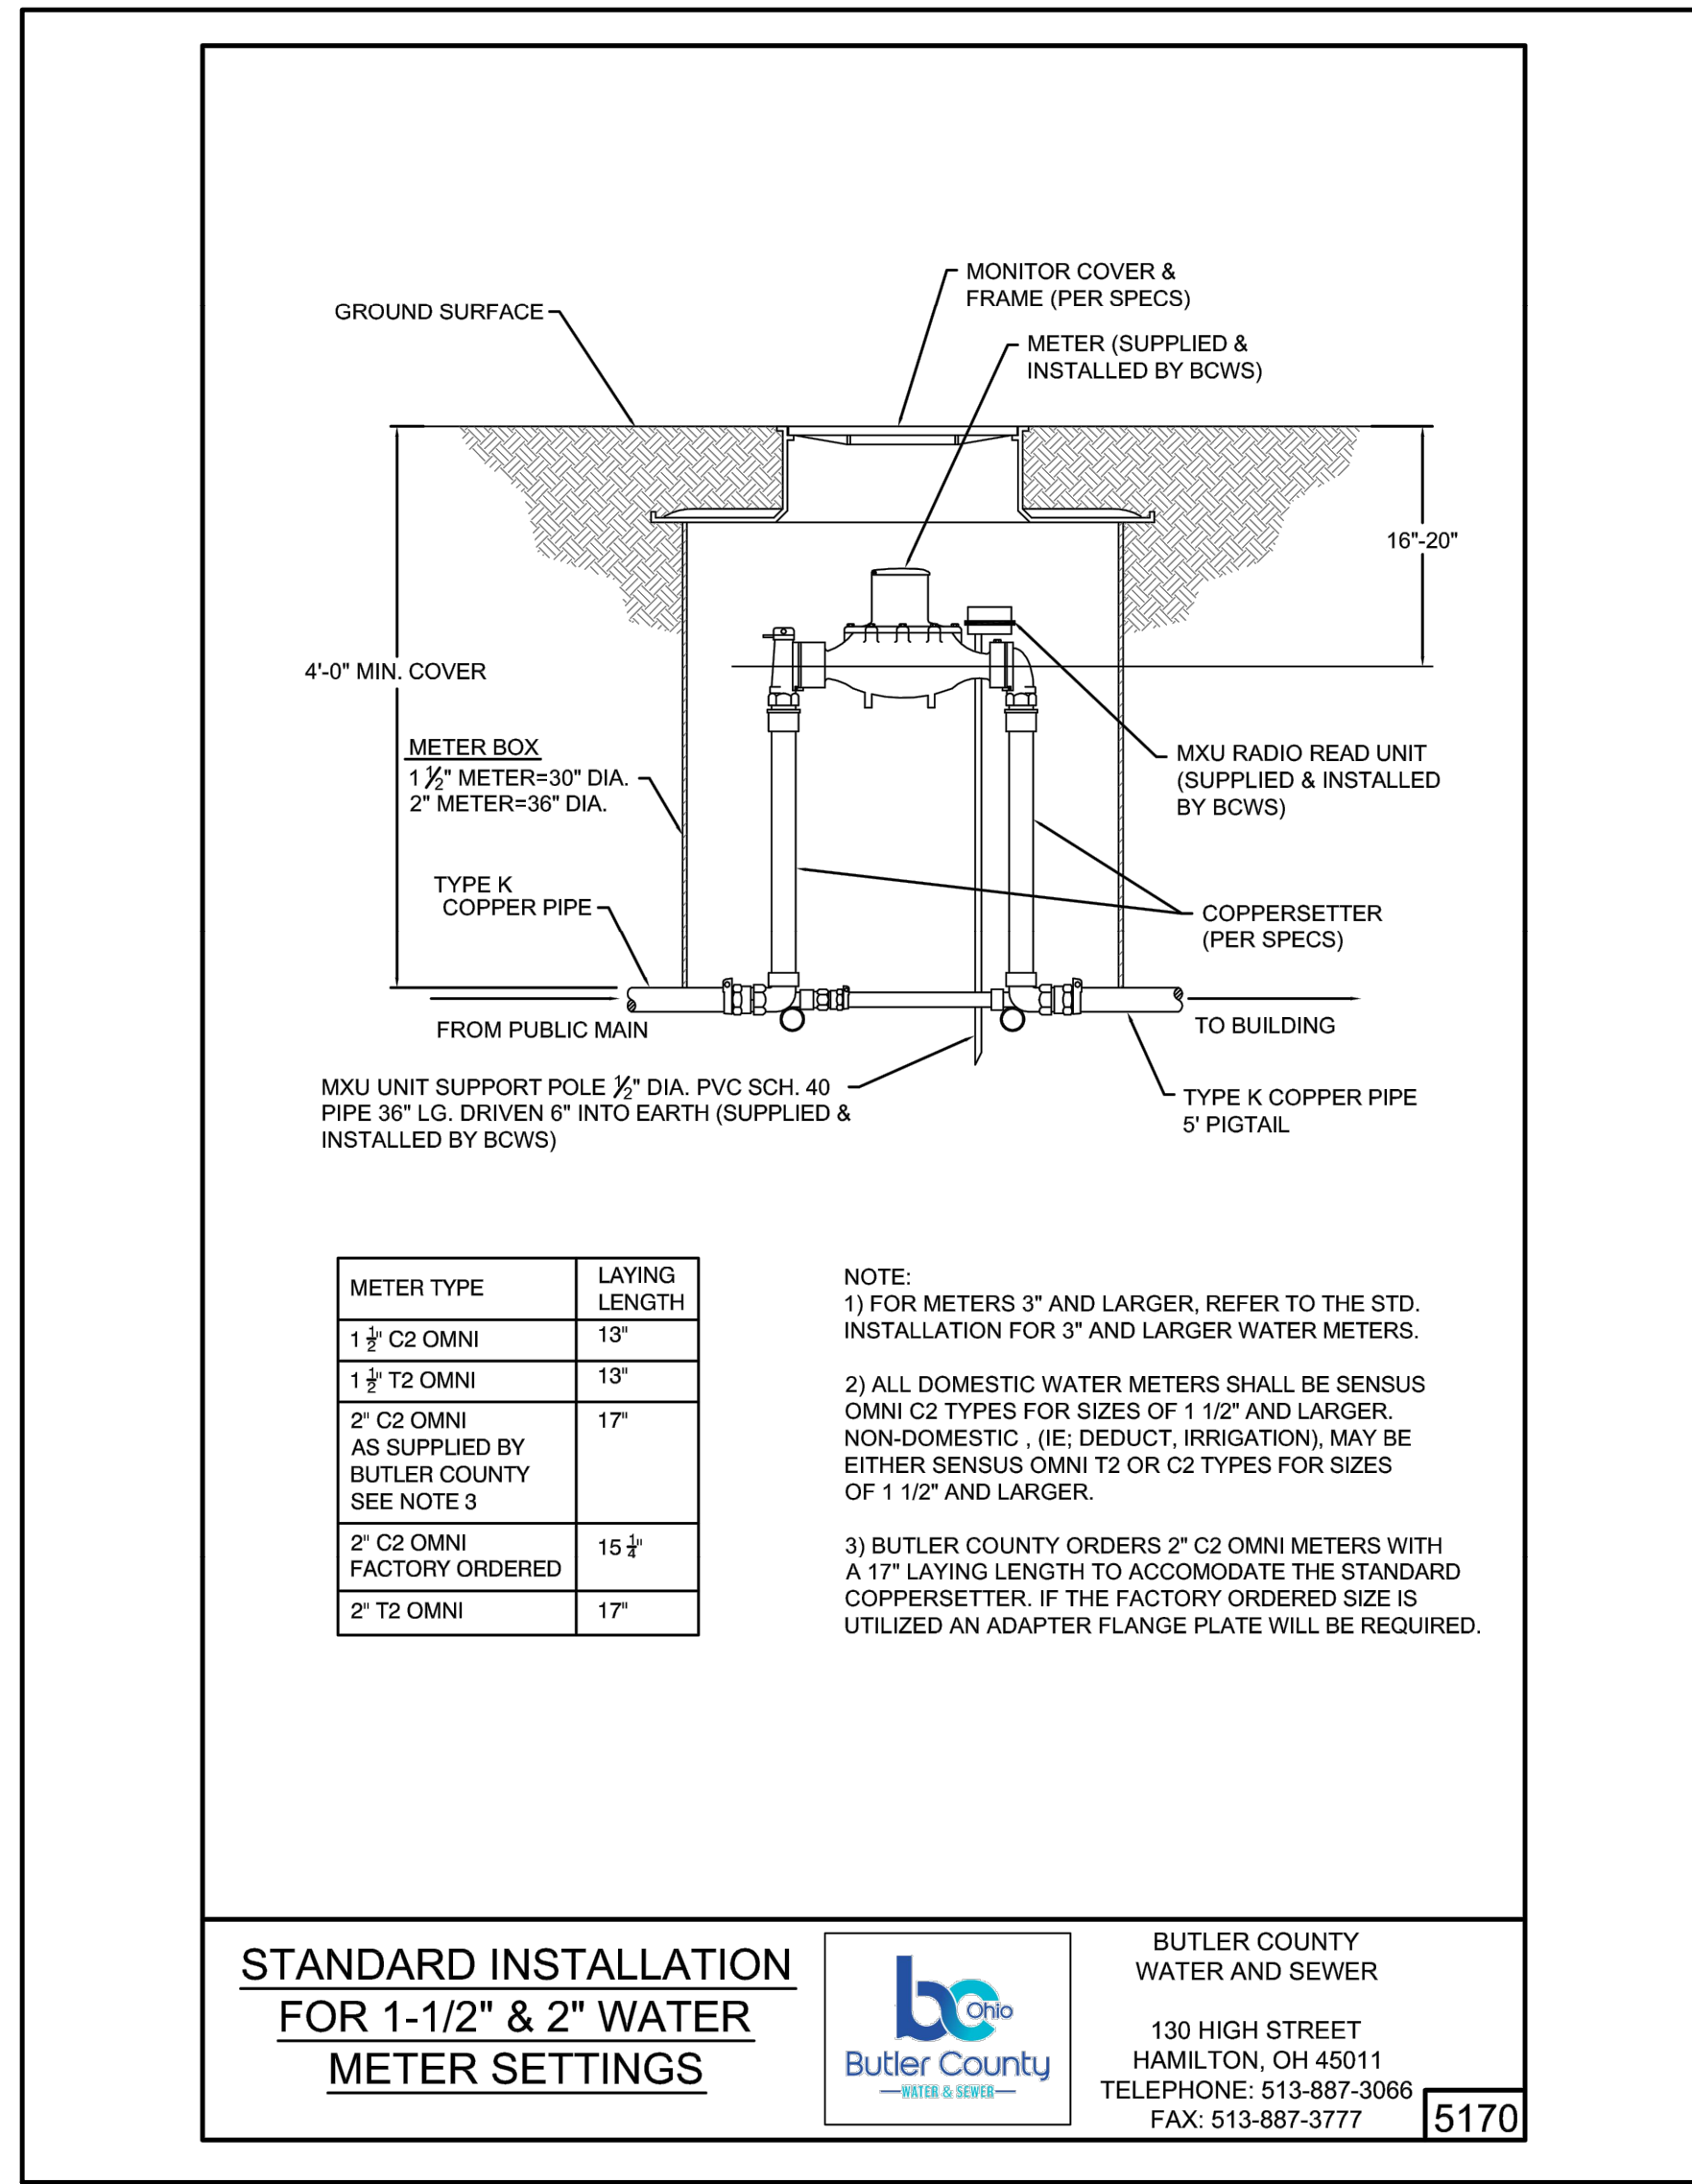 MONITOR COVER &
FRAME (PER SPECS)
GROUND SURFACE
METER (SUPPLIED &
INSTALLED BY BCWS)
16"-20"
4'-0" MIN. COVER
METER BOX
1 ½" METER=30" DIA.
2" METER=36" DIA.
MXU RADIO READ UNIT
(SUPPLIED & INSTALLED
BY BCWS)
TYPE K
COPPER PIPE
COPPERSETTER
(PER SPECS)
FROM PUBLIC MAIN
TO BUILDING
MXU UNIT SUPPORT POLE ½" DIA. PVC SCH. 40
PIPE 36" LG. DRIVEN 6" INTO EARTH (SUPPLIED &
INSTALLED BY BCWS)
TYPE K COPPER PIPE
5' PIGTAIL
METER TYPE
LAYING
LENGTH
1 ½" C2 OMNI
13"
1 ½" T2 OMNI
13"
2" C2 OMNI
AS SUPPLIED BY
BUTLER COUNTY
SEE NOTE 3
17"
2" C2 OMNI
FACTORY ORDERED
15 ¼"
2" T2 OMNI
17"
NOTE:
1) FOR METERS 3" AND LARGER, REFER TO THE STD.
INSTALLATION FOR 3" AND LARGER WATER METERS.
2) ALL DOMESTIC WATER METERS SHALL BE SENSUS
OMNI C2 TYPES FOR SIZES OF 1 1/2" AND LARGER.
NON-DOMESTIC , (IE; DEDUCT, IRRIGATION), MAY BE
EITHER SENSUS OMNI T2 OR C2 TYPES FOR SIZES
OF 1 1/2" AND LARGER.
3) BUTLER COUNTY ORDERS 2" C2 OMNI METERS WITH
A 17" LAYING LENGTH TO ACCOMODATE THE STANDARD
COPPERSETTER. IF THE FACTORY ORDERED SIZE IS
UTILIZED AN ADAPTER FLANGE PLATE WILL BE REQUIRED.
STANDARD INSTALLATION
FOR 1-1/2" & 2" WATER
METER SETTINGS
bc Ohio
Butler County
WATER & SEWER
BUTLER COUNTY
WATER AND SEWER
130 HIGH STREET
HAMILTON, OH 45011
TELEPHONE: 513-887-3066
FAX: 513-887-3777
5170